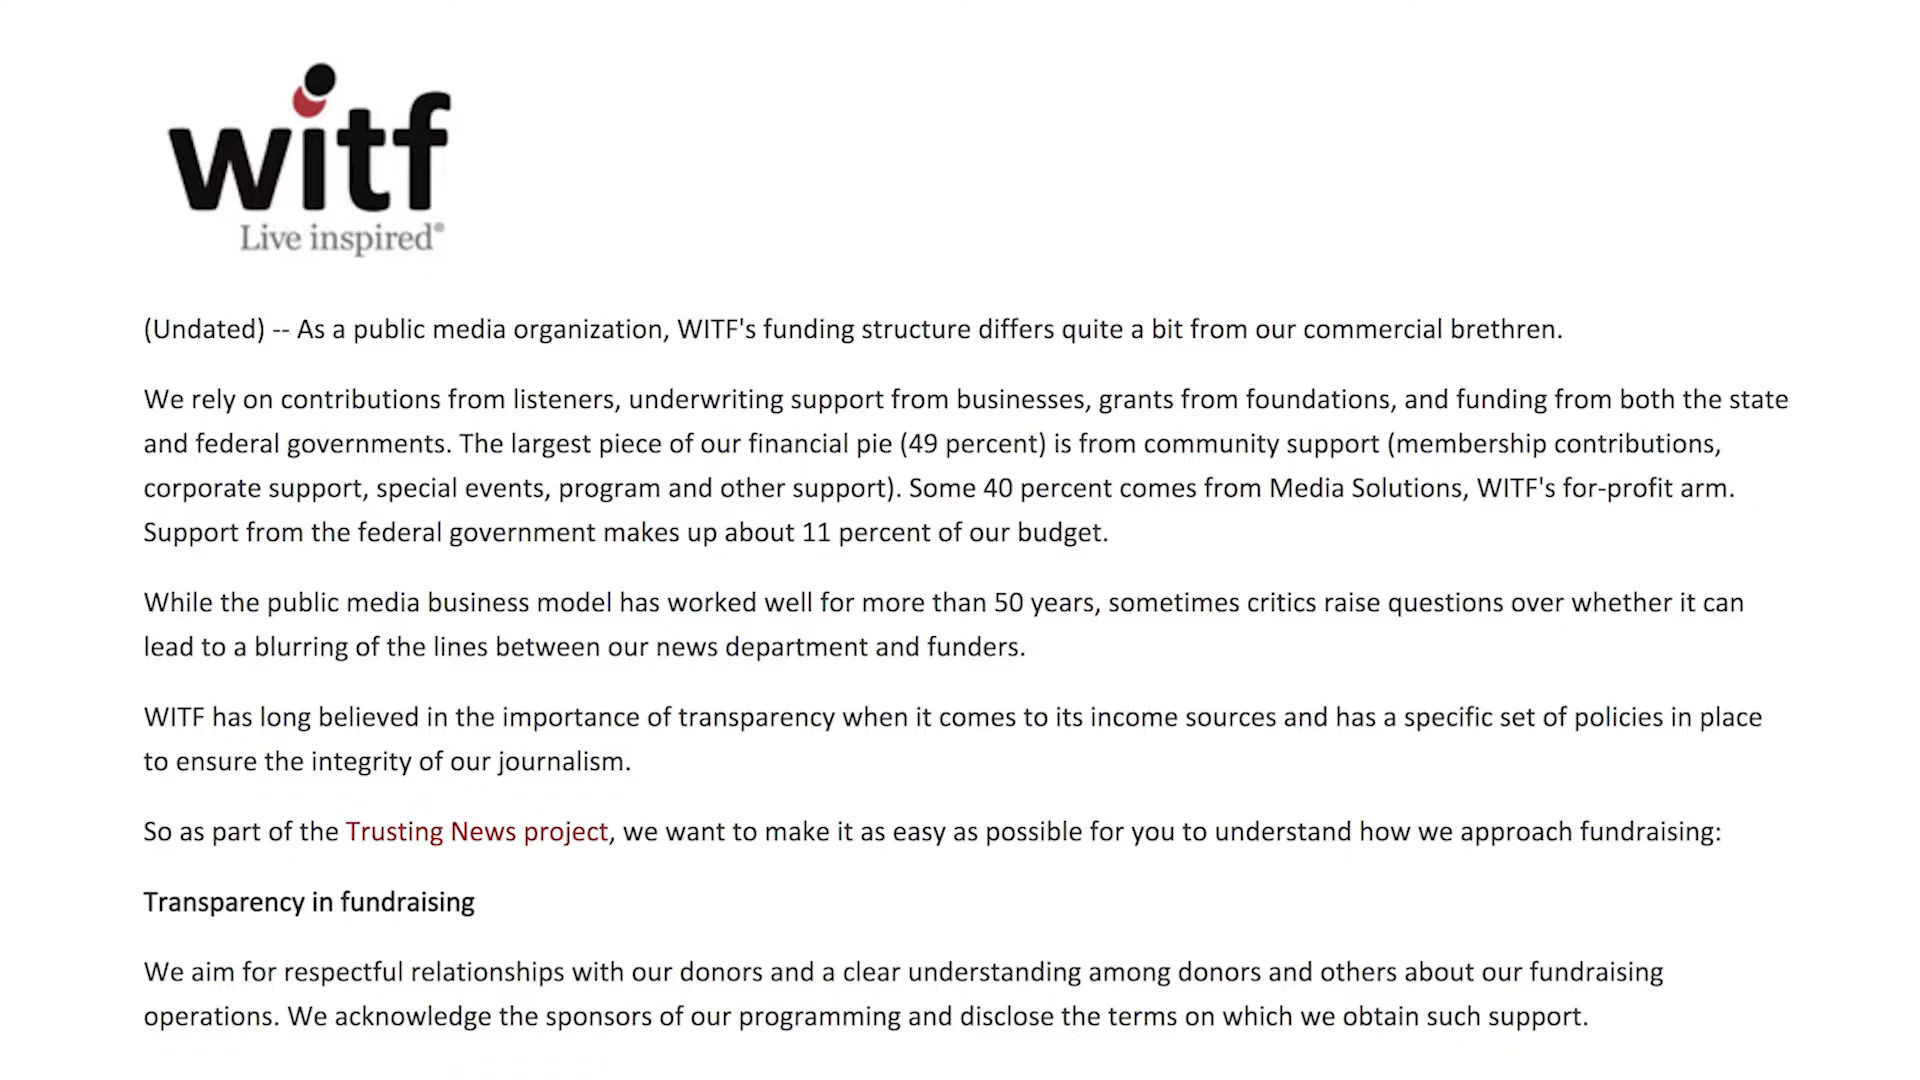 witf
Live inspired®
(Undated) -- As a public media organization, WITF's funding structure differs quite a bit from our commercial brethren.
We rely on contributions from listeners, underwriting support from businesses, grants from foundations, and funding from both the state
and federal governments. The largest piece of our financial pie (49 percent) is from community support (membership contributions,
corporate support, special events, program and other support). Some 40 percent comes from Media Solutions, WITF's for-profit arm.
Support from the federal government makes up about 11 percent of our budget.
While the public media business model has worked well for more than 50 years, sometimes critics raise questions over whether it can
lead to a blurring of the lines between our news department and funders.
WITF has long believed in the importance of transparency when it comes to its income sources and has a specific set of policies in place
to ensure the integrity of our journalism.
So as part of the Trusting News project, we want to make it as easy as possible for you to understand how we approach fundraising:
Transparency in fundraising
We aim for respectful relationships with our donors and a clear understanding among donors and others about our fundraising
operations. We acknowledge the sponsors of our programming and disclose the terms on which we obtain such support.